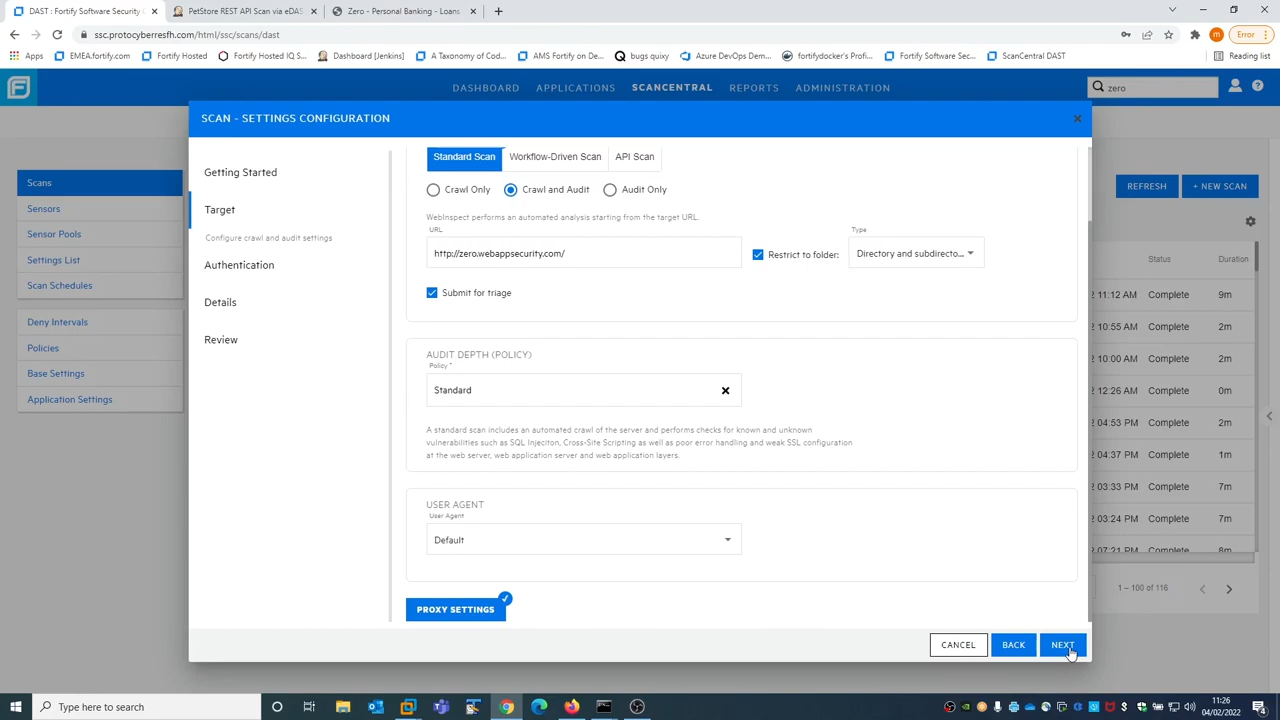 DAST : Fortify Software Security C
PetStore REST API Scan via eDAS
Zero - Personal Banking - Loans
ssc.protocyberresfh.com/html/ssc/scans/dast
Error
Apps
EMEA.fortify.com
Fortify Hosted
Fortify Hosted IQ S...
Dashboard [Jenkins]
A Taxonomy of Cod...
AMS Fortify on De...
bugs quixy
Azure DevOps Dem...
fortifydocker's Profi...
Fortify Software Sec...
ScanCentral DAST
Reading list
DASHBOARD
APPLICATIONS
SCANCENTRAL
REPORTS
ADMINISTRATION
zero
SCAN - SETTINGS CONFIGURATION
Scans
Sensors
Sensor Pools
Settings List
Scan Schedules
Deny Intervals
Policies
Base Settings
Application Settings
Getting Started
Target
Configure crawl and audit settings
Authentication
Details
Review
Standard Scan
Workflow-Driven Scan
API Scan
Crawl Only
Crawl and Audit
Audit Only
WebInspect performs an automated analysis starting from the target URL.
URL
http://zero.webappsecurity.com/
Restrict to folder:
Type
Directory and subdirecto...
Submit for triage
AUDIT DEPTH (POLICY)
Policy *
Standard
A standard scan includes an automated crawl of the server and performs checks for known and unknown
vulnerabilities such as SQL Injeciton, Cross-Site Scripting as well as poor error handling and weak SSL configuration
at the web server, web application server and web application layers.
USER AGENT
User Agent
Default
PROXY SETTINGS
CANCEL
BACK
NEXT
REFRESH
+ NEW SCAN
Status
Duration
2 11:12 AM Complete 9m
2 10:55 AM Complete 2m
2 10:00 AM Complete 2m
2 12:26 AM Complete 0m
2 04:53 PM Complete 2m
2 04:37 PM Complete 1m
2 03:33 PM Complete 7m
2 03:24 PM Complete 7m
2 07:21 PM Complete 8m
1 – 100 of 116
Type here to search
11:26
04/02/2022